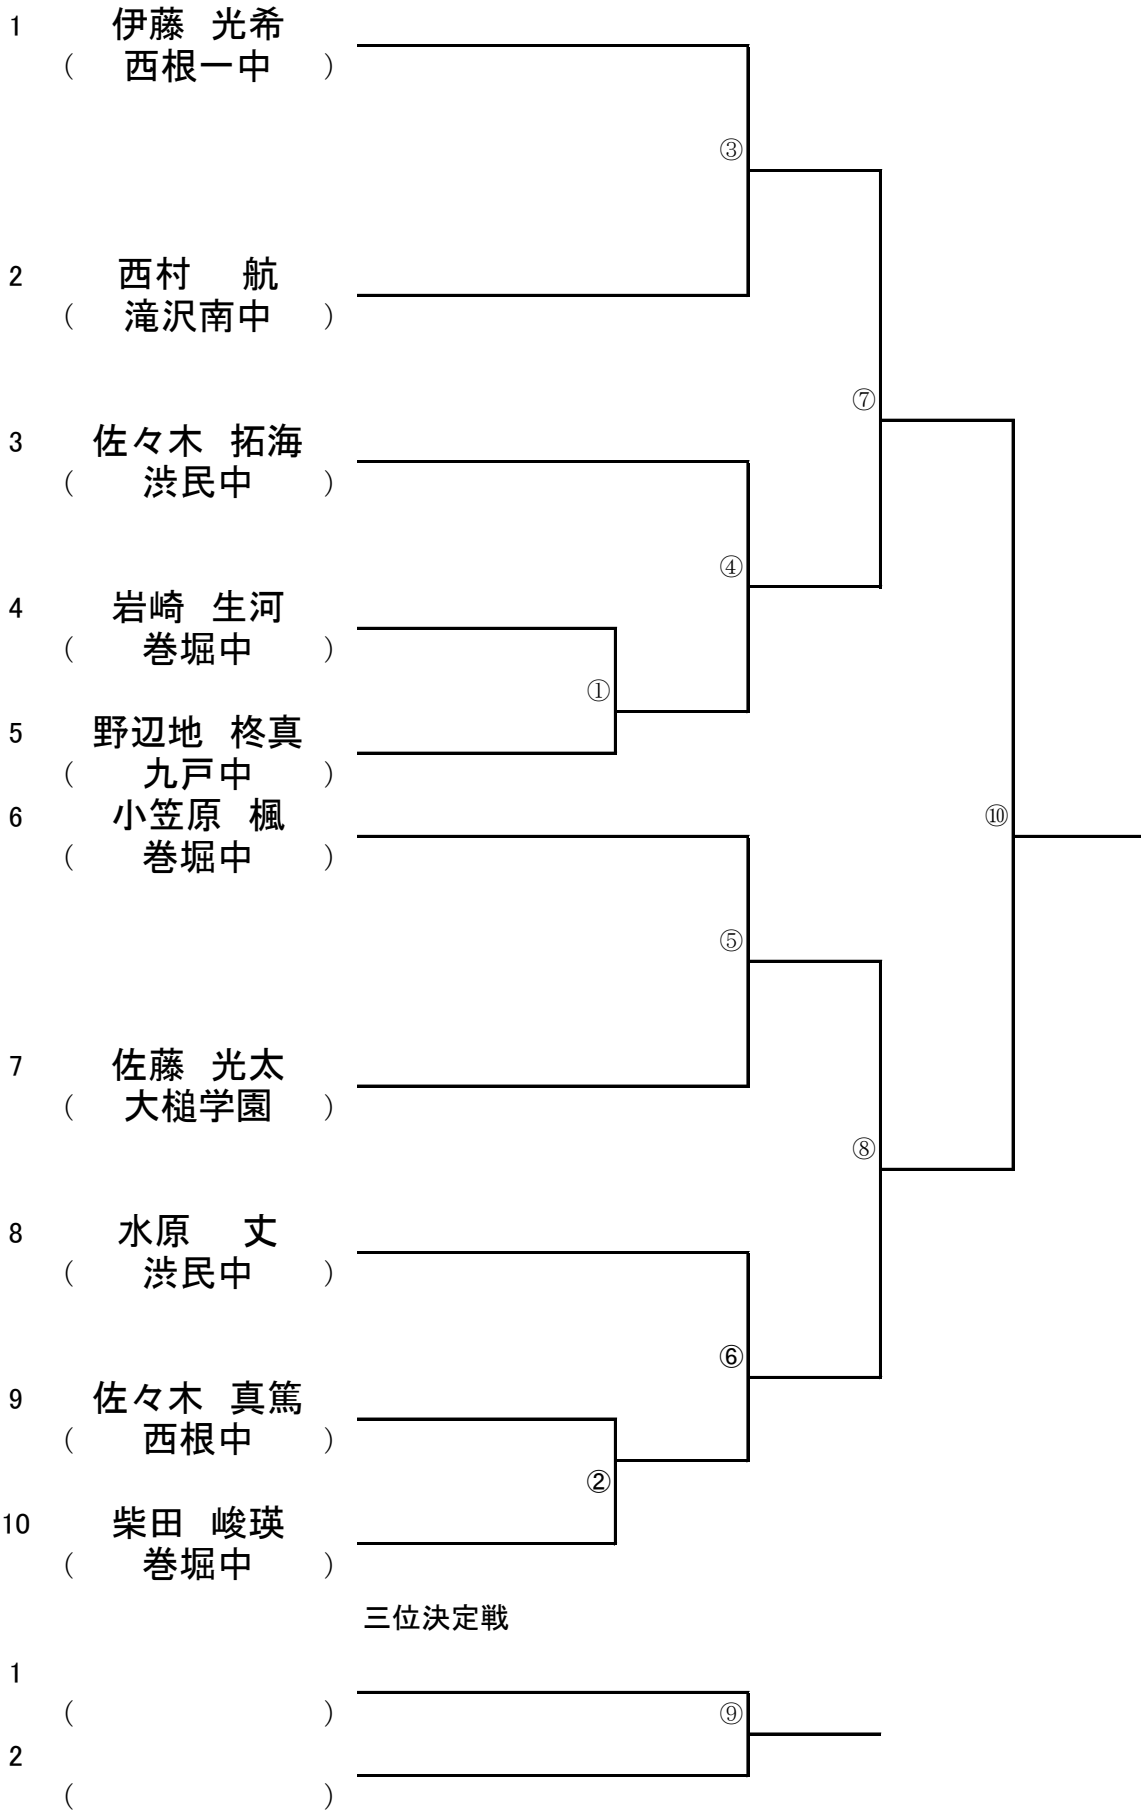 1 伊藤 光希
( 西根一中 )
③
2 西村 航
( 滝沢南中 )
⑦
3 佐々木 拓海
( 渋民中 )
④
4 岩崎 生河
( 巻堀中 )
①
5 野辺地 柊真
( 九戸中 )
6 小笠原 楓
( 巻堀中 )
⑩
⑤
7 佐藤 光太
( 大槌学園 )
⑧
8 水原 丈
( 渋民中 )
⑥
9 佐々木 真篤
( 西根中 )
②
10 柴田 峻瑛
( 巻堀中 )
三位決定戦
1
( )
⑨
2
( )